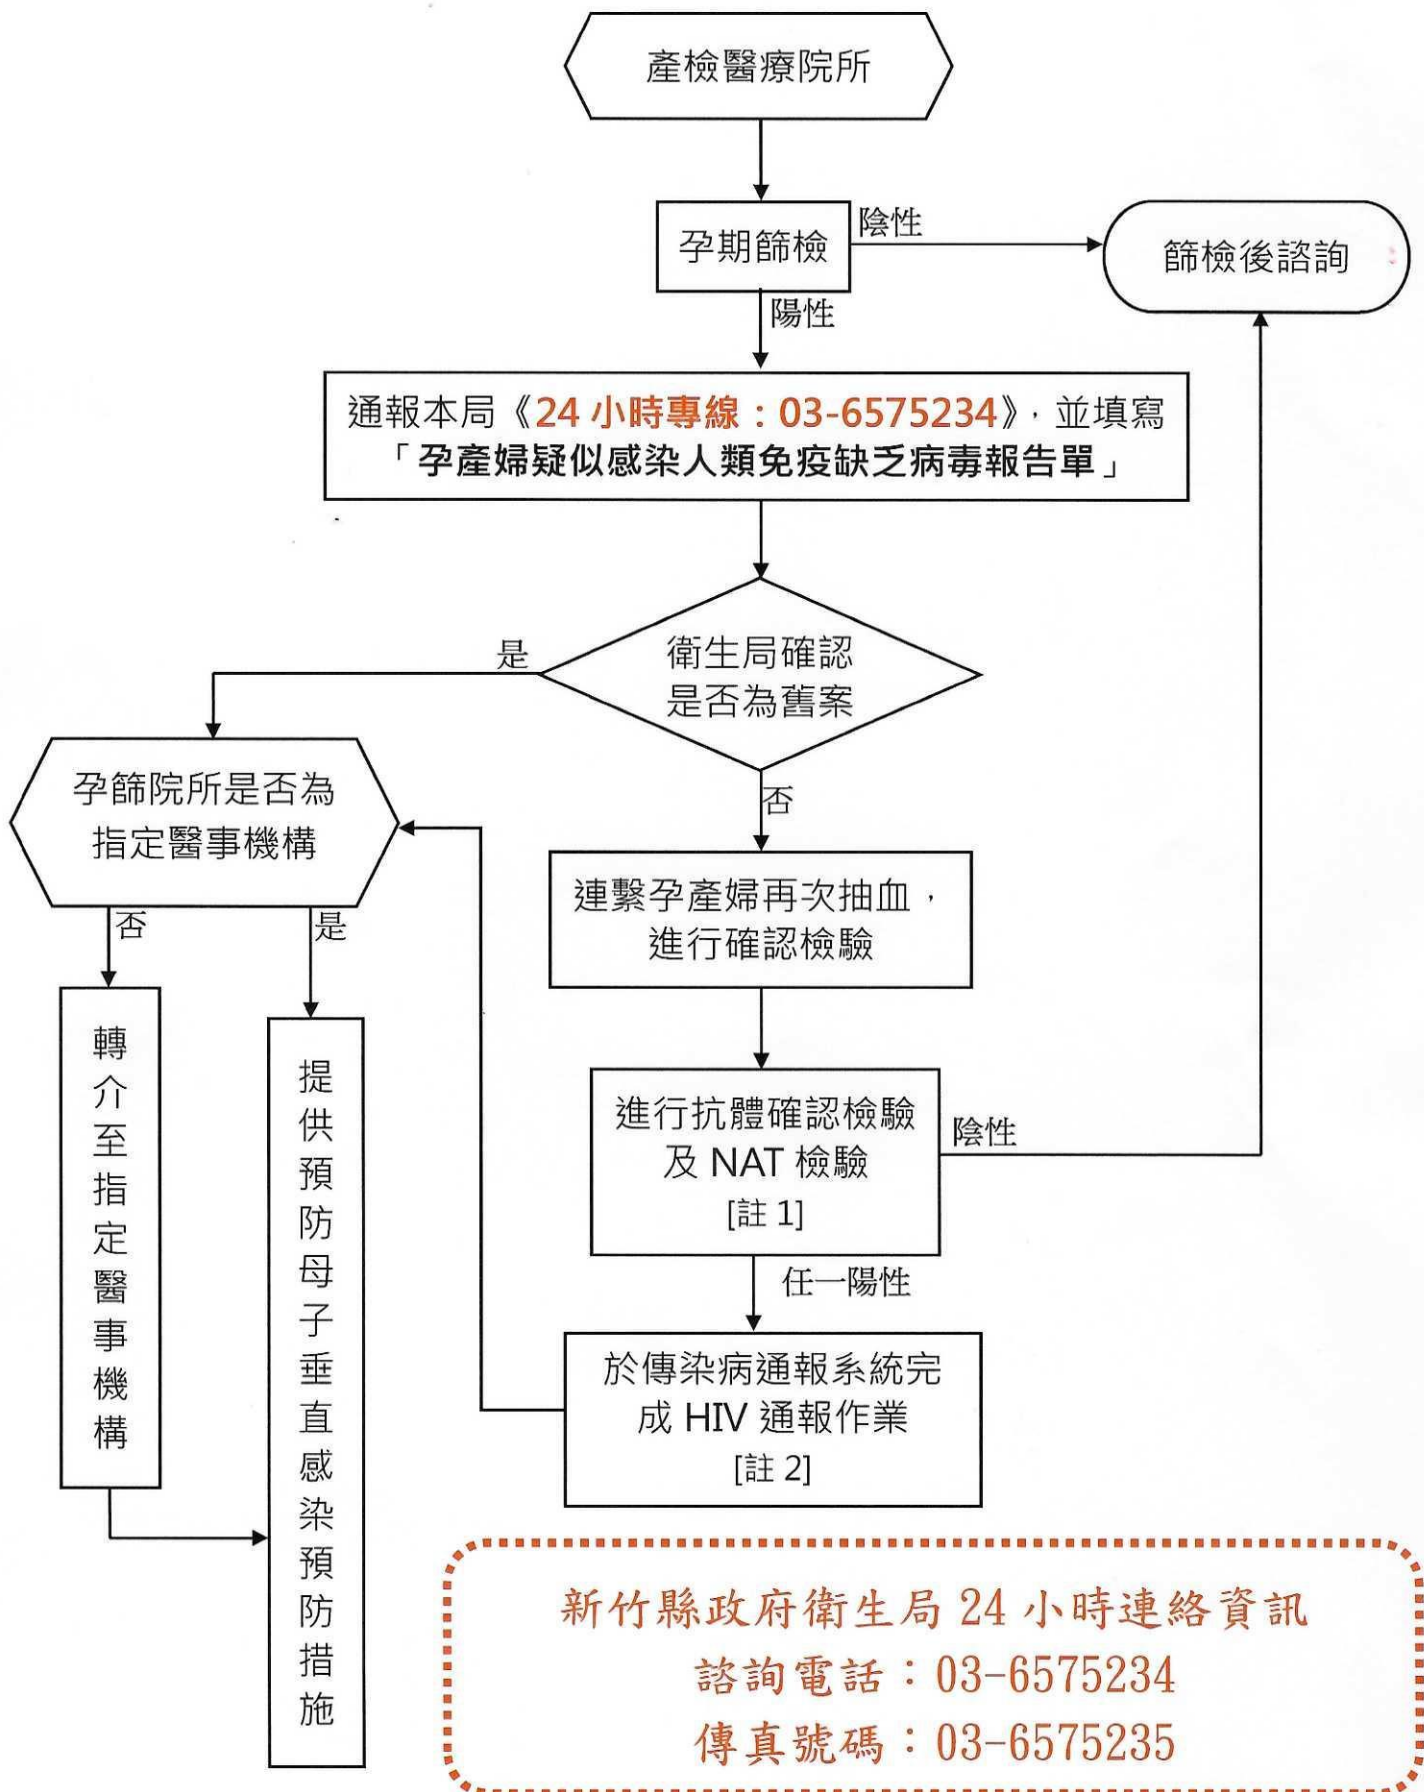 產檢醫療院所
孕期篩檢
陰性
篩檢後諮詢
陽性
通報本局《24 小時專線：03-6575234》，並填寫
「孕產婦疑似感染人類免疫缺乏病毒報告單」
衛生局確認
是否為舊案
是
否
孕篩院所是否為
指定醫事機構
否
是
連繫孕產婦再次抽血，
進行確認檢驗
轉介至指定醫事機構
提供預防母子垂直感染預防措施
進行抗體確認檢驗
及 NAT 檢驗
[註 1]
陰性
任一陽性
於傳染病通報系統完
成 HIV 通報作業
[註 2]
新竹縣政府衛生局 24 小時連絡資訊
諮詢電話：03-6575234
傳真號碼：03-6575235